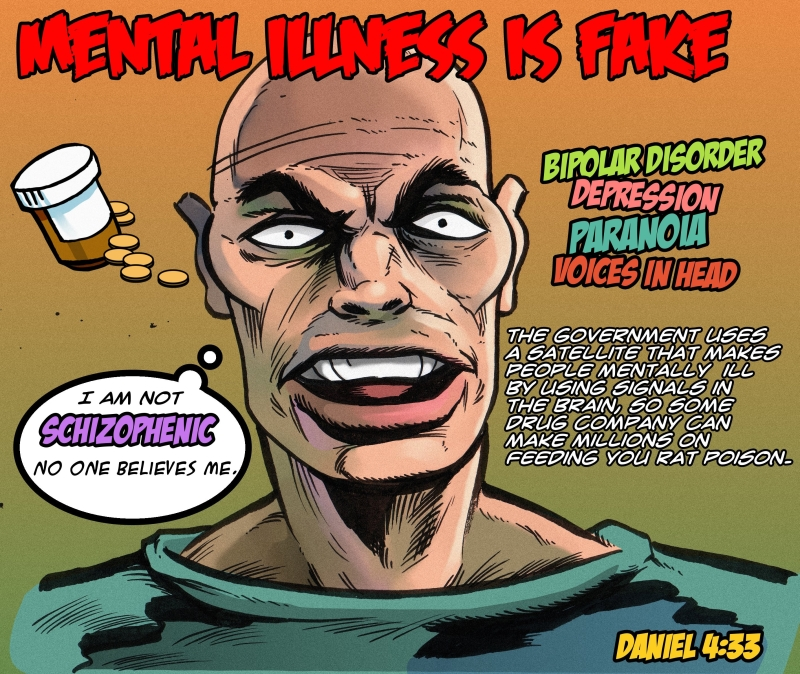 MENTAL ILLNESS IS FAKE
BIPOLAR DISORDER
DEPRESSION
PARANOIA
VOICES IN HEAD
THE GOVERNMENT USES
A SATELLITE THAT MAKES
PEOPLE MENTALLY ILL
BY USING SIGNALS IN
THE BRAIN, SO SOME
DRUG COMPANY CAN
MAKE MILLIONS ON
FEEDING YOU RAT POISON.
I AM NOT
SCHIZOPHENIC
NO ONE BELIEVES ME.
DANIEL 4:33